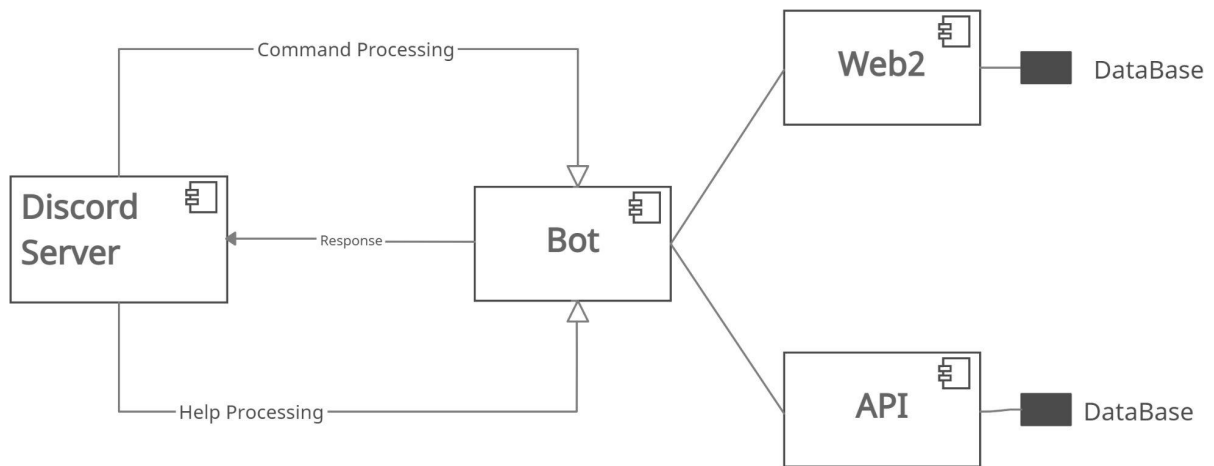 Command Processing
Web2
DataBase
Discord
Server
Response
Bot
Help Processing
API
DataBase